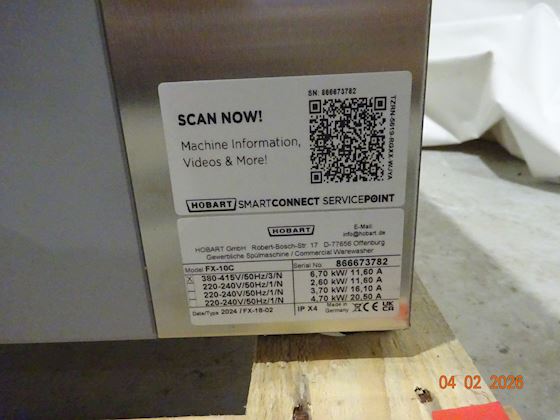 SN: 866673782
SCAN NOW!
Machine Information,
Videos & More!
HOBART SMARTCONNECT SERVICEPOINT
HOBART
E-Mail:
info@hobart.de
HOBART GmbH Robert-Bosch-Str. 17 D-77656 Offenburg
Gewerbliche Spülmaschine / Commercial Warewasher
Model FX-10C Serial No. 866673782
X 380-415V/50Hz/3/N 6,70 kW/ 11,60 A
220-240V/50Hz/1/N 2,60 kW/ 11,60 A
220-240V/50Hz/1/N 3,70 kW/ 16,10 A
220-240V/50Hz/1/N 4,70 kW/ 20,50 A
Date/Type 2024 / FX-18-02 IP X4 Made in Germany CE UK CA
04 02 2026